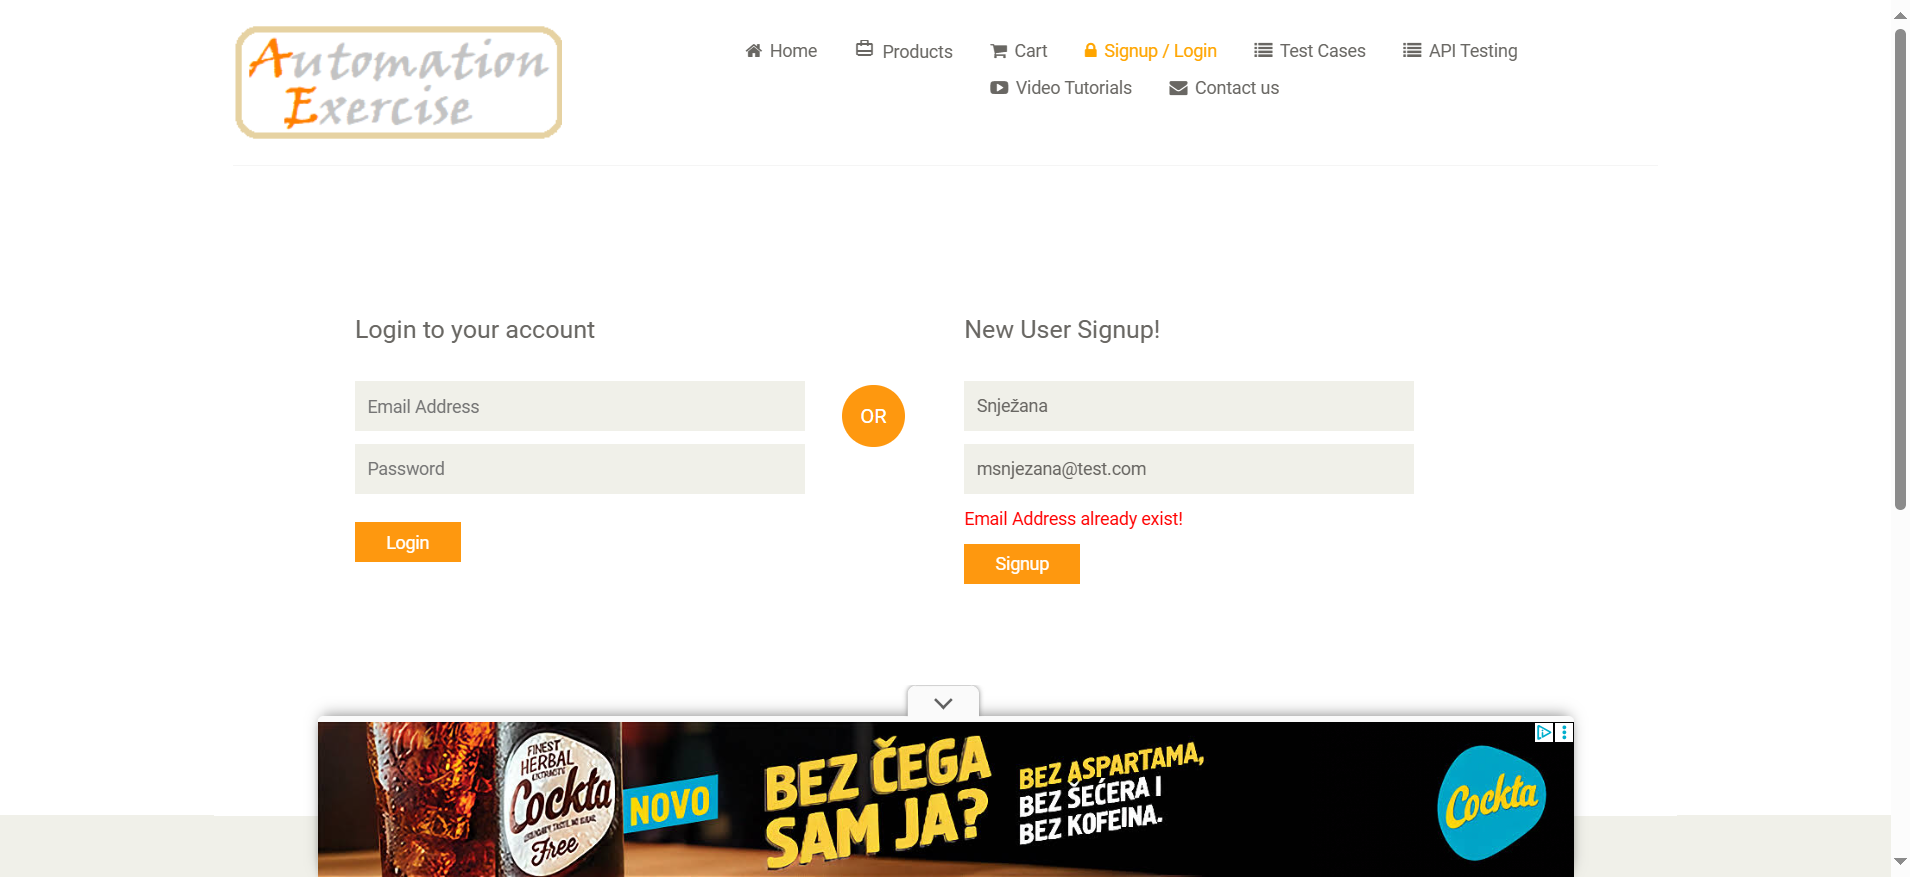 Automation
Exercise
Home
Products
Cart
Signup / Login
Test Cases
API Testing
Video Tutorials
Contact us
Login to your account
Email Address
Password
Login
OR
New User Signup!
Snježana
msnjezana@test.com
Email Address already exist!
Signup
FINEST
HERBAL
EXTRACTS
Cockta
Free
NOVO
BEZ ČEGA
SAM JA?
BEZ ASPARTAMA,
BEZ ŠEĆERA I
BEZ KOFEINA.
Cockta